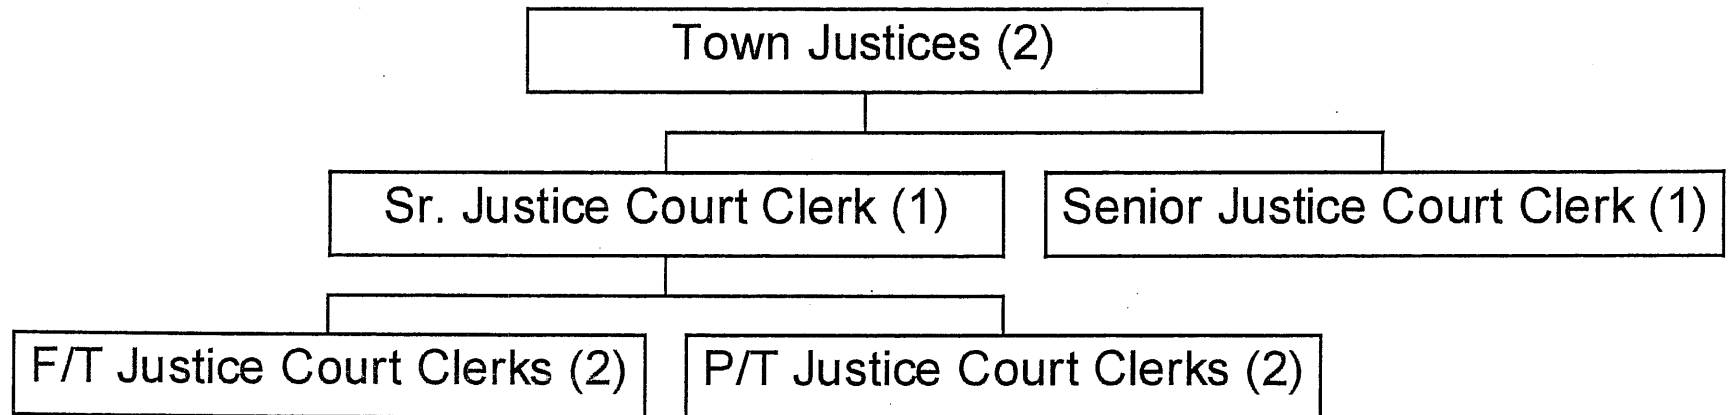 Town Justices (2)
Sr. Justice Court Clerk (1)
Senior Justice Court Clerk (1)
F/T Justice Court Clerks (2)
P/T Justice Court Clerks (2)